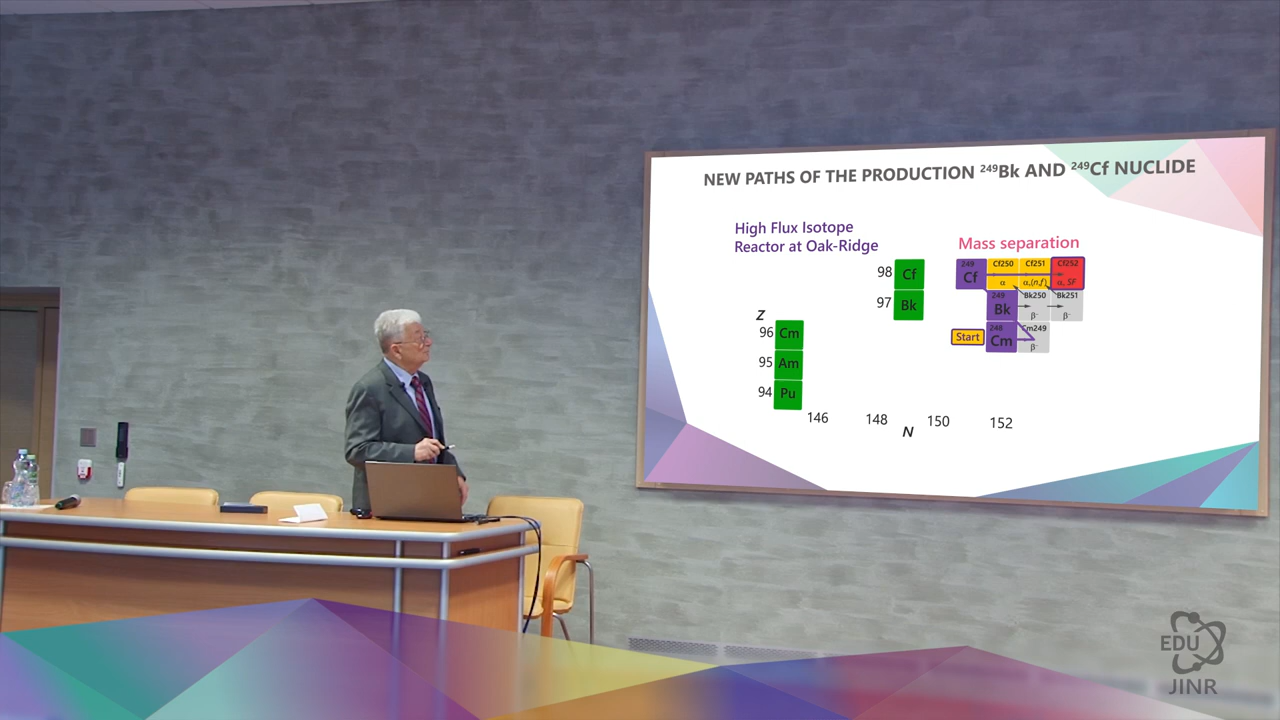 NEW PATHS OF THE PRODUCTION ²⁴⁹Bk AND ²⁴⁹Cf NUCLIDE
High Flux Isotope
Reactor at Oak-Ridge
Mass separation
98 Cf
97 Bk
Z
96 Cm
95 Am
94 Pu
249 Cf
Cf250 α
Cf251 α,(n,f)
Cf252 α, SF
249 Bk
Bk250 β⁻
Bk251 β⁻
Start
248 Cm
Cm249 β⁻
146 148 150 152
N
EDU
JINR